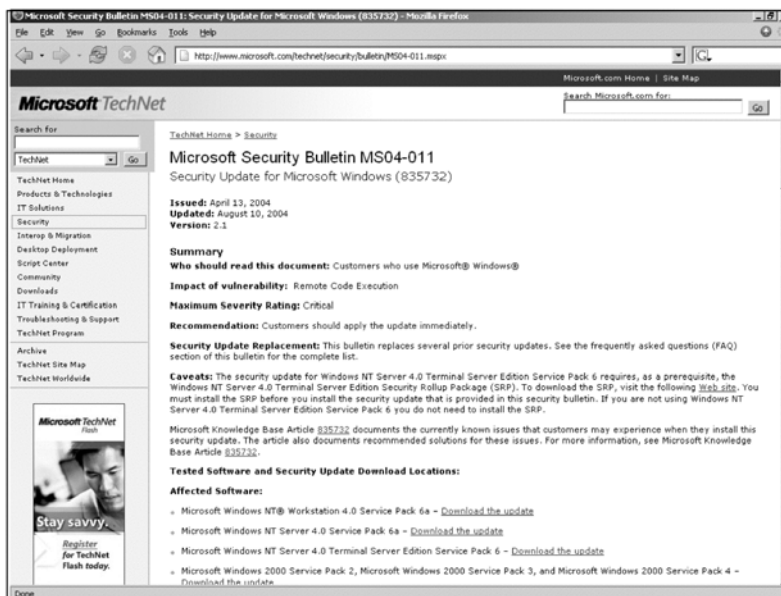 Microsoft Security Bulletin MS04-011: Security Update for Microsoft Windows (835732) - Mozilla Firefox
File Edit View Go Bookmarks Tools Help
http://www.microsoft.com/technet/security/bulletin/MS04-011.mspx
G
Microsoft.com Home | Site Map
Microsoft TechNet
Search Microsoft.com for:
Go
Search for
TechNet
Go
TechNet Home
Products & Technologies
IT Solutions
Security
Interop & Migration
Desktop Deployment
Script Center
Community
Downloads
IT Training & Certification
Troubleshooting & Support
TechNet Program
Archive
TechNet Site Map
TechNet Worldwide
Microsoft TechNet
Flash
Stay savvy.
Register
for TechNet
Flash today.
TechNet Home > Security
Microsoft Security Bulletin MS04-011
Security Update for Microsoft Windows (835732)
Issued: April 13, 2004
Updated: August 10, 2004
Version: 2.1
Summary
Who should read this document: Customers who use Microsoft® Windows®
Impact of vulnerability: Remote Code Execution
Maximum Severity Rating: Critical
Recommendation: Customers should apply the update immediately.
Security Update Replacement: This bulletin replaces several prior security updates. See the frequently asked questions (FAQ)
section of this bulletin for the complete list.
Caveats: The security update for Windows NT Server 4.0 Terminal Server Edition Service Pack 6 requires, as a prerequisite, the
Windows NT Server 4.0 Terminal Server Edition Security Rollup Package (SRP). To download the SRP, visit the following Web site. You
must install the SRP before you install the security update that is provided in this security bulletin. If you are not using Windows NT
Server 4.0 Terminal Server Edition Service Pack 6 you do not need to install the SRP.
Microsoft Knowledge Base Article 835732 documents the currently known issues that customers may experience when they install this
security update. The article also documents recommended solutions for these issues. For more information, see Microsoft Knowledge
Base Article 835732.
Tested Software and Security Update Download Locations:
Affected Software:
Microsoft Windows NT® Workstation 4.0 Service Pack 6a – Download the update
Microsoft Windows NT Server 4.0 Service Pack 6a – Download the update
Microsoft Windows NT Server 4.0 Terminal Server Edition Service Pack 6 – Download the update
Microsoft Windows 2000 Service Pack 2, Microsoft Windows 2000 Service Pack 3, and Microsoft Windows 2000 Service Pack 4 –
Download the update
Done